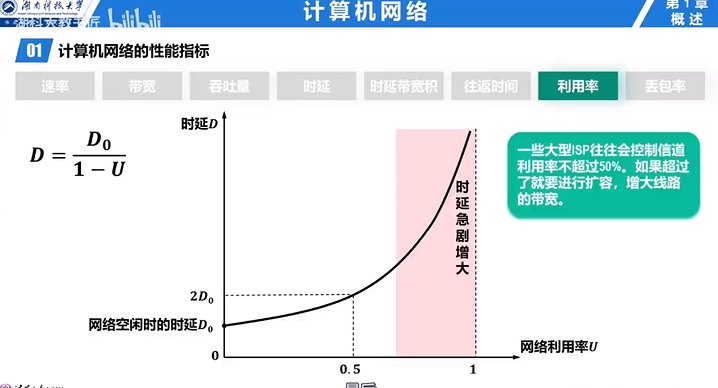 湖南科技大学
湖科大教书匠
bilibili
计算机网络
第1章
概述
01 计算机网络的性能指标
速率 带宽 吞吐量 时延 时延带宽积 往返时间 利用率 丢包率
D = D₀ / (1 − U)
时延D
时延急剧增大
一些大型ISP往往会控制信道
利用率不超过50%。如果超过
了就要进行扩容，增大线路
的带宽。
2D₀
网络空闲时的时延D₀
0
0.5
1
网络利用率U